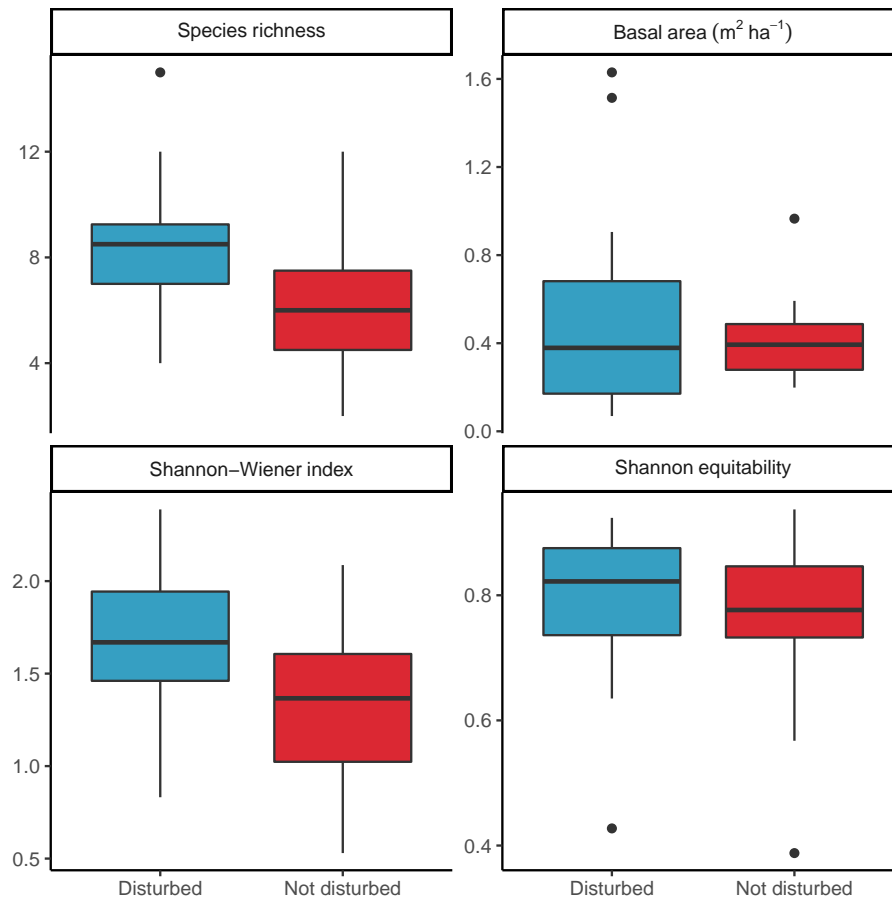 Species richness
Basal area (m² ha⁻¹)
12
8
4
1.6
1.2
0.8
0.4
0.0
Shannon−Wiener index
Shannon equitability
2.0
1.5
1.0
0.5
0.8
0.6
0.4
Disturbed
Not disturbed
Disturbed
Not disturbed